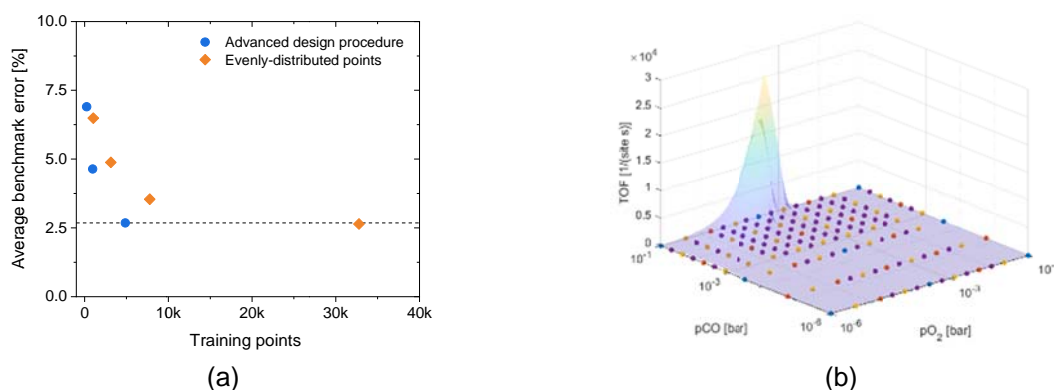 10.0
7.5
5.0
2.5
0.0
Average benchmark error [%]
Advanced design procedure
Evenly-distributed points
0
10k
20k
30k
40k
Training points
(a)
× 10⁴
3
2.5
2
1.5
1
0.5
0
TOF [1/(site s)]
10⁻¹
10⁻³
pCO [bar]
10⁻⁶
10⁻³
pO₂ [bar]
(b)